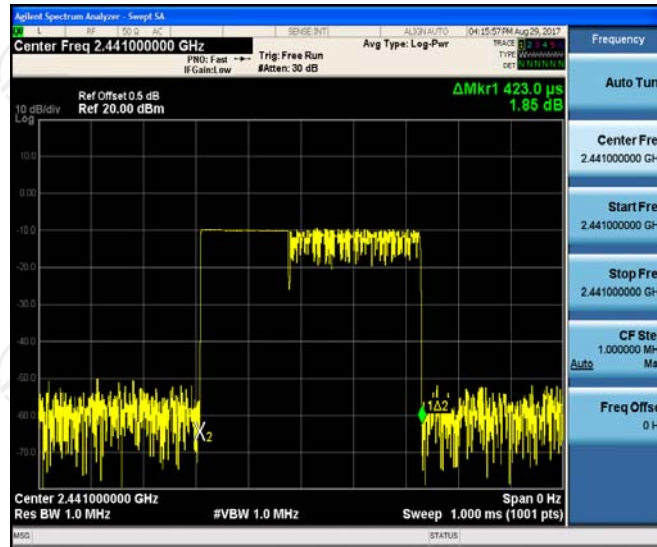 Agilent Spectrum Analyzer - Swept SA
L RF 50 Ω AC SENSE:INT ALIGN AUTO 04:15:57 PM Aug 29, 2017
Center Freq 2.441000000 GHz
PNO: Fast
IFGain:Low
Trig: Free Run
#Atten: 30 dB
Avg Type: Log-Pwr
TRACE 1 2 3 4 5 6
TYPE
DET N N N N N N
Ref Offset 0.5 dB
10 dB/div Ref 20.00 dBm
Log
ΔMkr1 423.0 µs
1.85 dB
10.0
0.00
-10.0
-20.0
-30.0
-40.0
-50.0
-60.0
-70.0
1Δ2
X2
Center 2.441000000 GHz Span 0 Hz
Res BW 1.0 MHz #VBW 1.0 MHz Sweep 1.000 ms (1001 pts)
MSG STATUS
Frequency
Auto Tun
Center Fre
2.441000000 GH
Start Fre
2.441000000 GH
Stop Fre
2.441000000 GH
CF Ste
1.000000 MH
Auto Ma
Freq Offse
0 H